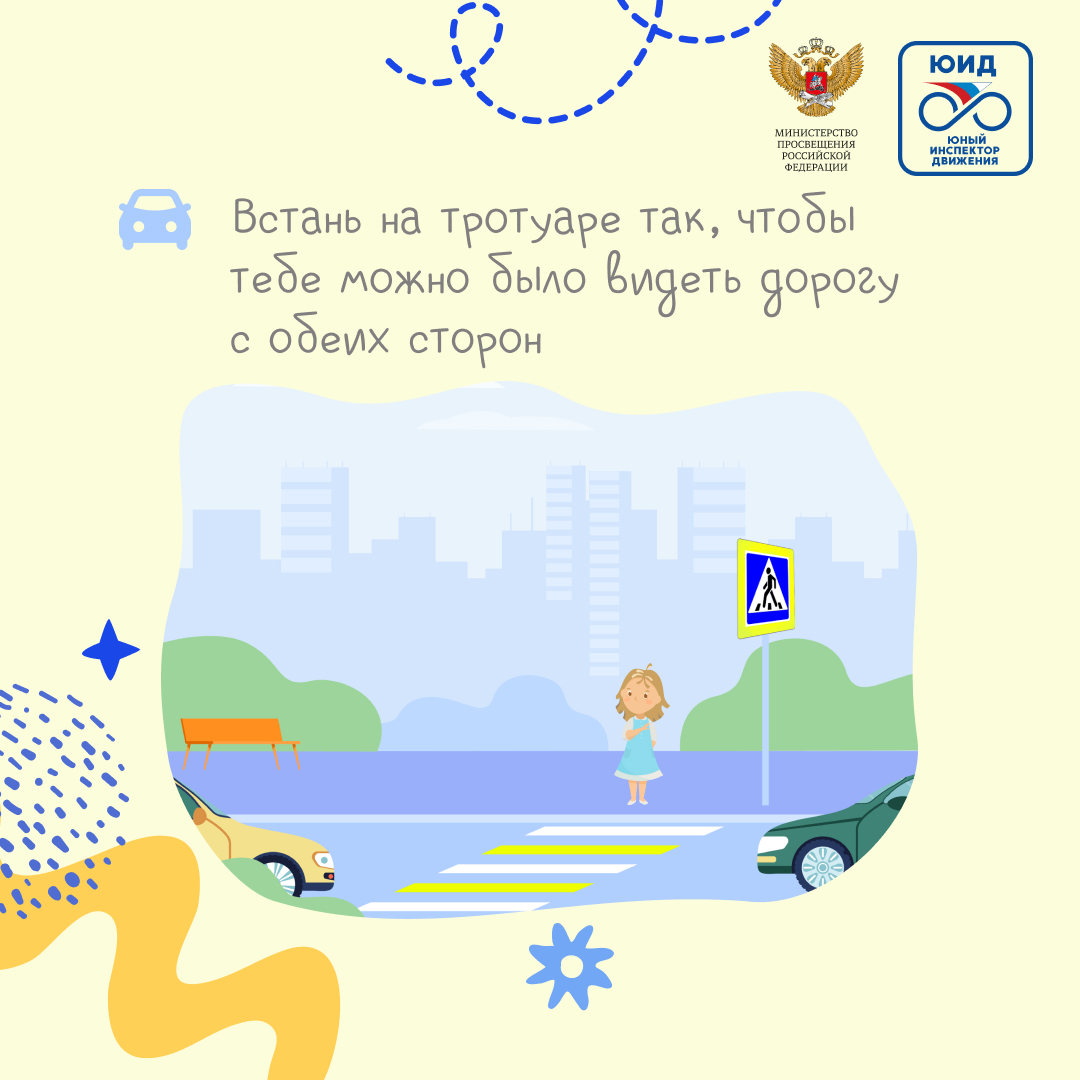 МИНИСТЕРСТВО
ПРОСВЕЩЕНИЯ
РОССИЙСКОЙ
ФЕДЕРАЦИИ
ЮИД
ЮНЫЙ
ИНСПЕКТОР
ДВИЖЕНИЯ
Встань на тротуаре так, чтобы
тебе можно было видеть дорогу
с обеих сторон